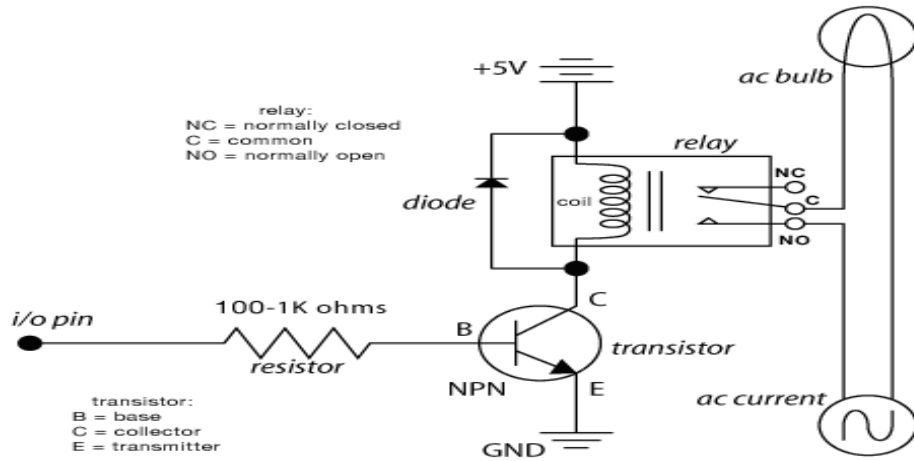 ac bulb
+5V
relay:
NC = normally closed
C = common
NO = normally open
relay
NC
C
NO
coil
diode
C
100-1K ohms
i/o pin
B
resistor
transistor
NPN
E
transistor:
B = base
C = collector
E = transmitter
GND
ac current